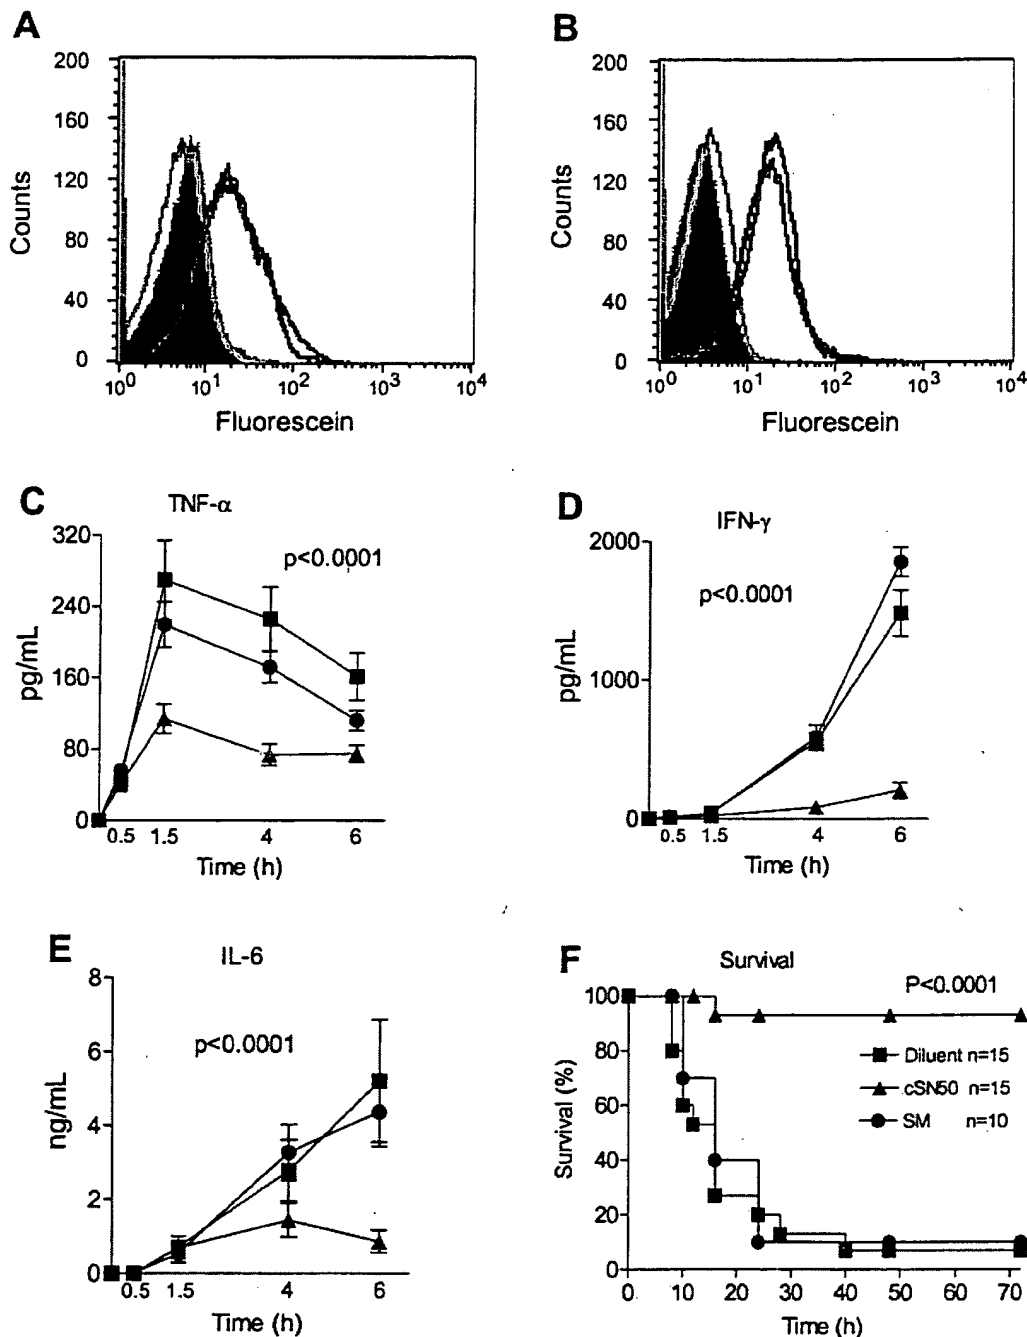 A
200
160
120
80
40
0
Counts
10^0 10^1 10^2 10^3 10^4
Fluorescein
B
200
160
120
80
40
0
Counts
10^0 10^1 10^2 10^3 10^4
Fluorescein
C
TNF-α
p<0.0001
320
240
160
80
0
pg/mL
0.5 1.5 4 6
Time (h)
D
IFN-γ
p<0.0001
2000
1000
0
pg/mL
0.5 1.5 4 6
Time (h)
E
IL-6
p<0.0001
8
6
4
2
0
ng/mL
0.5 1.5 4 6
Time (h)
F
Survival
P<0.0001
100
80
60
40
20
0
Survival (%)
Diluent n=15
cSN50 n=15
SM n=10
0 10 20 30 40 50 60 70
Time (h)